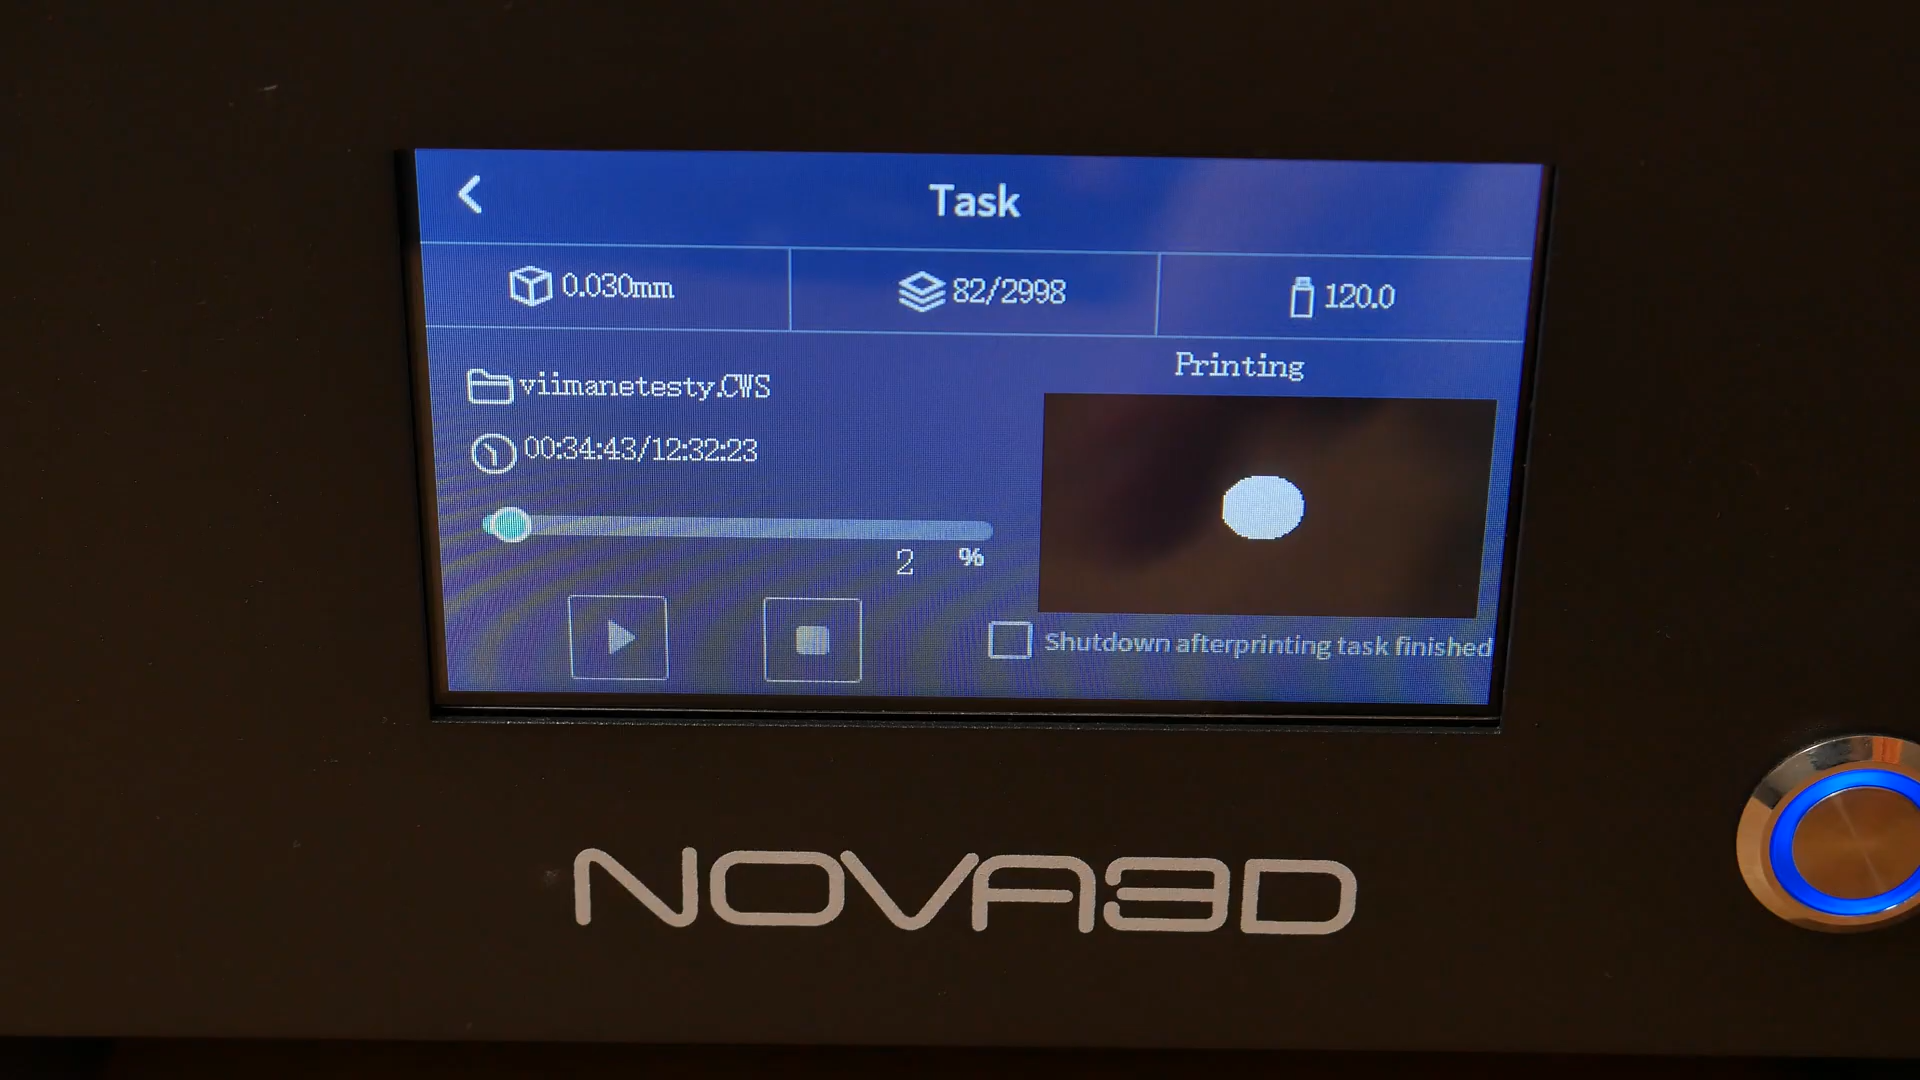 Task
0.030mm
82/2998
120.0
Printing
viimanetesty.CWS
00:34:43/12:32:23
2 %
Shutdown afterprinting task finished
NOVA3D